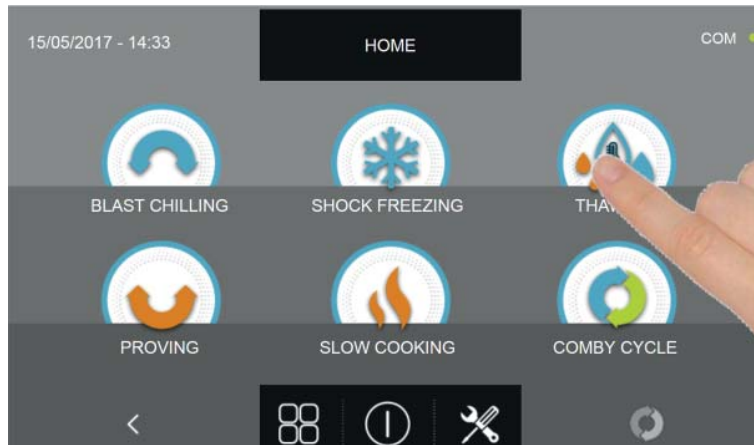 15/05/2017 - 14:33
HOME
COM
BLAST CHILLING
SHOCK FREEZING
PROVING
SLOW COOKING
COMBY CYCLE